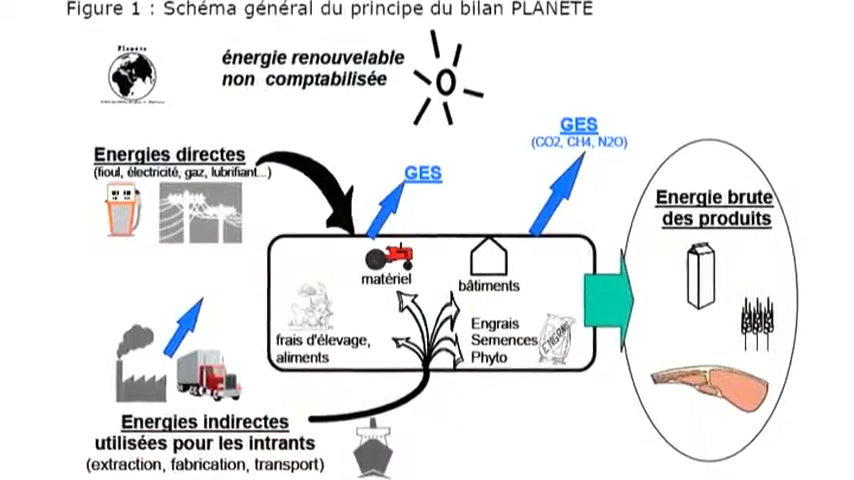 Figure 1 : Schéma général du principe du bilan PLANETE
Planète
énergie renouvelable
non comptabilisée
GES
(CO2, CH4, N2O)
Energies directes
(fioul, électricité, gaz, lubrifiant...)
GES
Energie brute
des produits
matériel
bâtiments
frais d'élevage,
aliments
Engrais
Semences
Phyto
ENGRAIS
Energies indirectes
utilisées pour les intrants
(extraction, fabrication, transport)